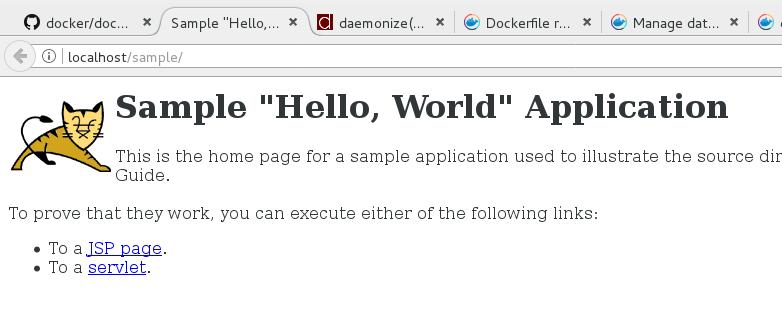 docker/doc...
Sample "Hello,...
daemonize(...
Dockerfile r...
Manage dat...
localhost/sample/
Sample "Hello, World" Application
This is the home page for a sample application used to illustrate the source
Guide.
To prove that they work, you can execute either of the following links:
• To a JSP page.
• To a servlet.